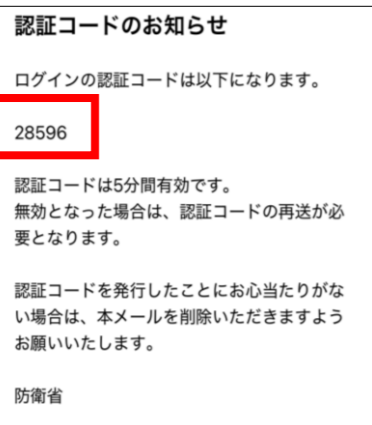 認証コードのお知らせ
ログインの認証コードは以下になります。
28596
認証コードは5分間有効です。
無効となった場合は、認証コードの再送が必
要となります。
認証コードを発行したことにお心当たりがな
い場合は、本メールを削除いただきますよう
お願いいたします。
防衛省